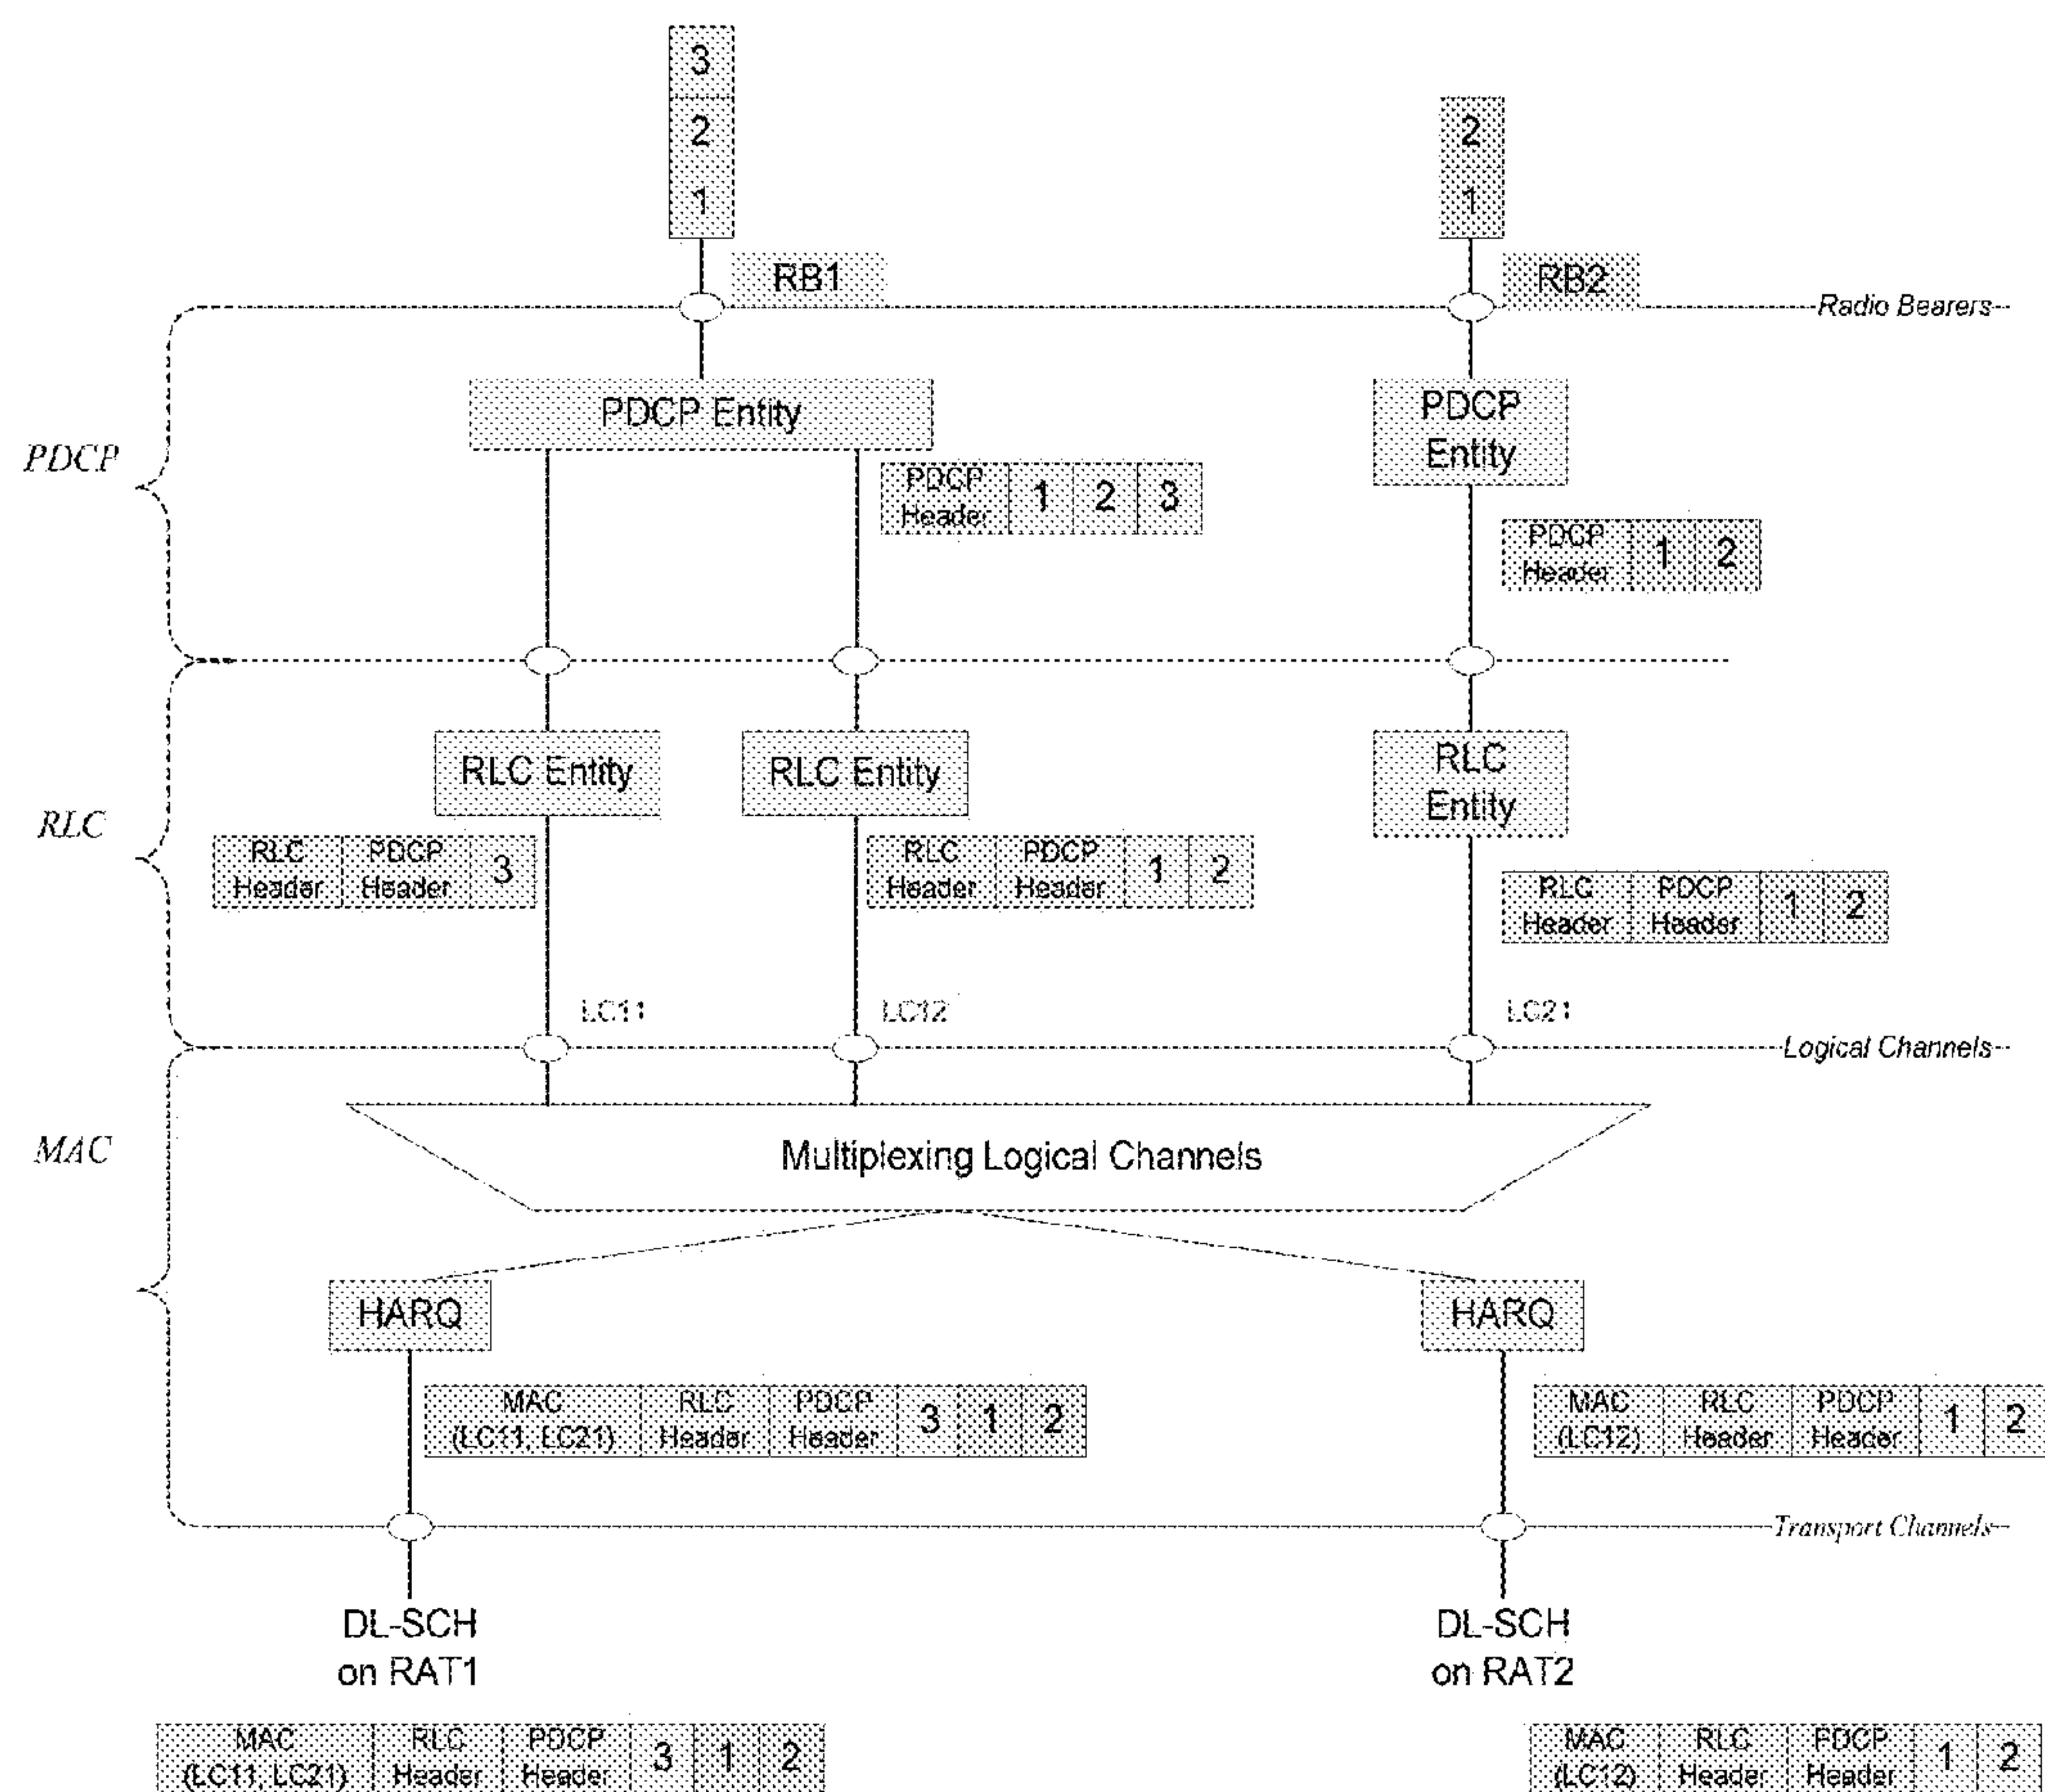 3
2
1
2
1
RB1
RB2
Radio Bearers
PDCP Entity
PDCP
Entity
PDCP
PDCP
Header
1 2 3
PDCP
Header
1 2
RLC Entity
RLC Entity
RLC
Entity
RLC
RLC
Header
PDCP
Header
3
RLC
Header
PDCP
Header
1 2
RLC
Header
PDCP
Header
1 2
LC11
LC12
LC21
Logical Channels
MAC
Multiplexing Logical Channels
HARQ
HARQ
MAC
(LC11, LC21)
RLC
Header
PDCP
Header
3 1 2
MAC
(LC12)
RLC
Header
PDCP
Header
1 2
Transport Channels
DL-SCH
on RAT1
DL-SCH
on RAT2
MAC
(LC11, LC21)
RLC
Header
PDCP
Header
3 1 2
MAC
(LC12)
RLC
Header
PDCP
Header
1 2